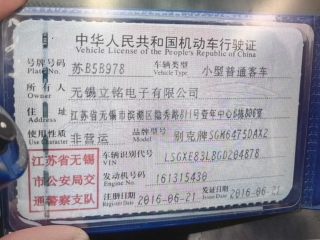 中华人民共和国机动车行驶证
Vehicle License of the People's Republic of China
号牌号码 苏B5B978 车辆类型 小型普通客车
Plate No. Vehicle Type
所有人 无锡立铭电子有限公司
Owner
住址 江苏省无锡市滨湖区隐秀路811号壹年中心6栋806室
Address
使用性质 非营运 品牌型号 别克牌SGM6475DAX2
Use Character Model
江苏省无锡 车辆识别代号 LSGXE83L8GD204878
VIN
市公安局交 发动机号码 161315430
Engine No.
通警察支队 注册日期 2016-06-21 发证日期 2016-06-21
Register Date Issue Date